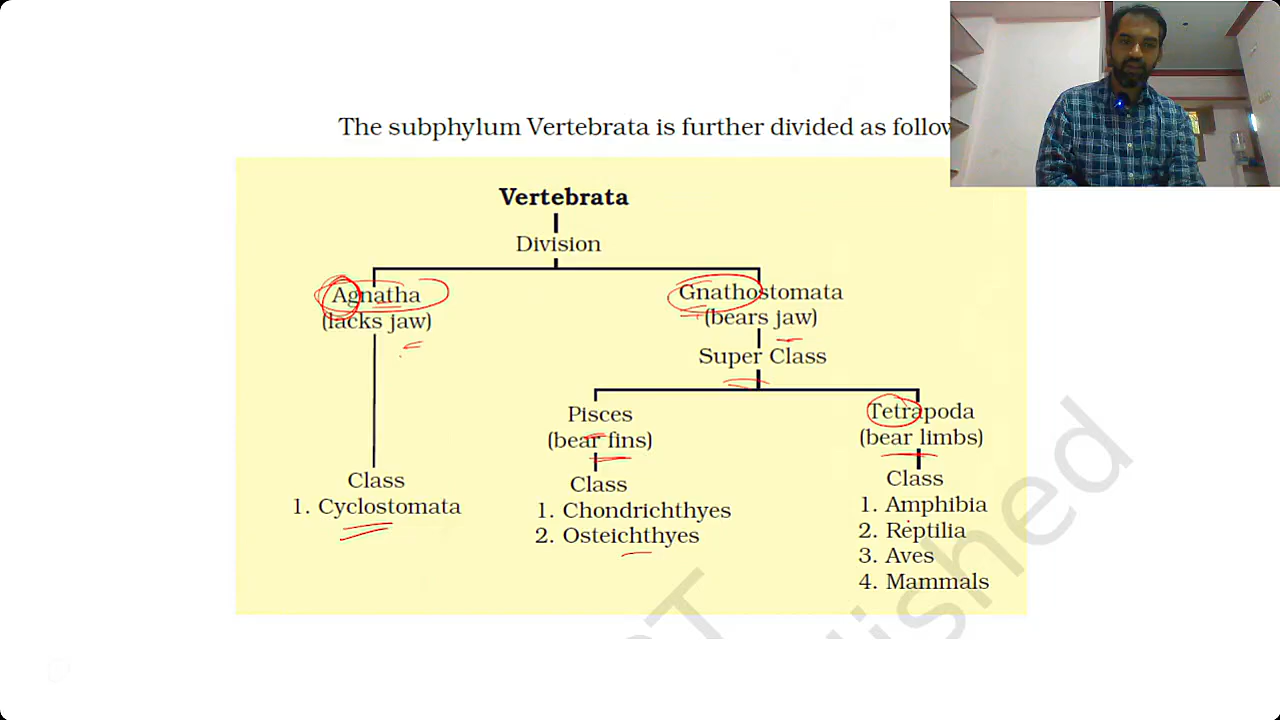 The subphylum Vertebrata is further divided as follow
Vertebrata
Division
Agnatha
(lacks jaw)
Gnathostomata
(bears jaw)
Super Class
Pisces
(bear fins)
Tetrapoda
(bear limbs)
Class
1. Cyclostomata
Class
1. Chondrichthyes
2. Osteichthyes
Class
1. Amphibia
2. Reptilia
3. Aves
4. Mammals